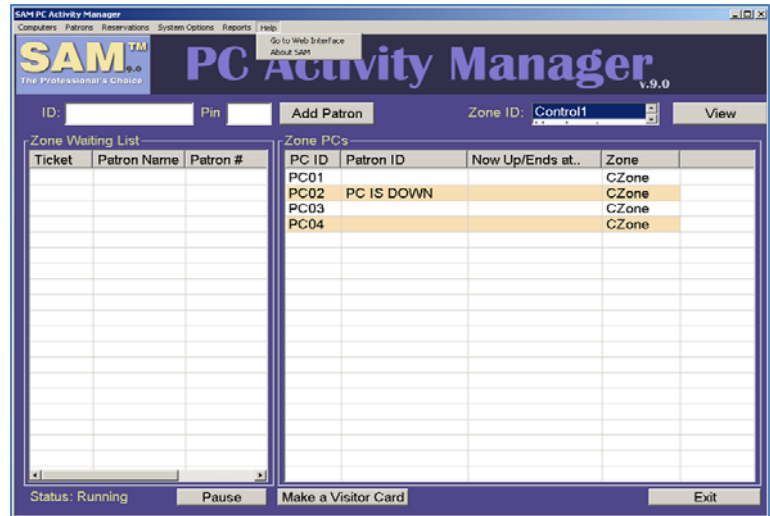 SAM PC Activity Manager
Computers Patrons Reservations System Options Reports Help
Go to Web Interface
About SAM
SAM™ 9.0
The Professional's Choice
PC Activity Manager v.9.0
ID: Pin Add Patron Zone ID: Control1 View
Zone Waiting List Zone PCs
Ticket Patron Name Patron # PC ID Patron ID Now Up/Ends at.. Zone
PC01 CZone
PC02 PC IS DOWN CZone
PC03 CZone
PC04 CZone
Status: Running Pause Make a Visitor Card Exit